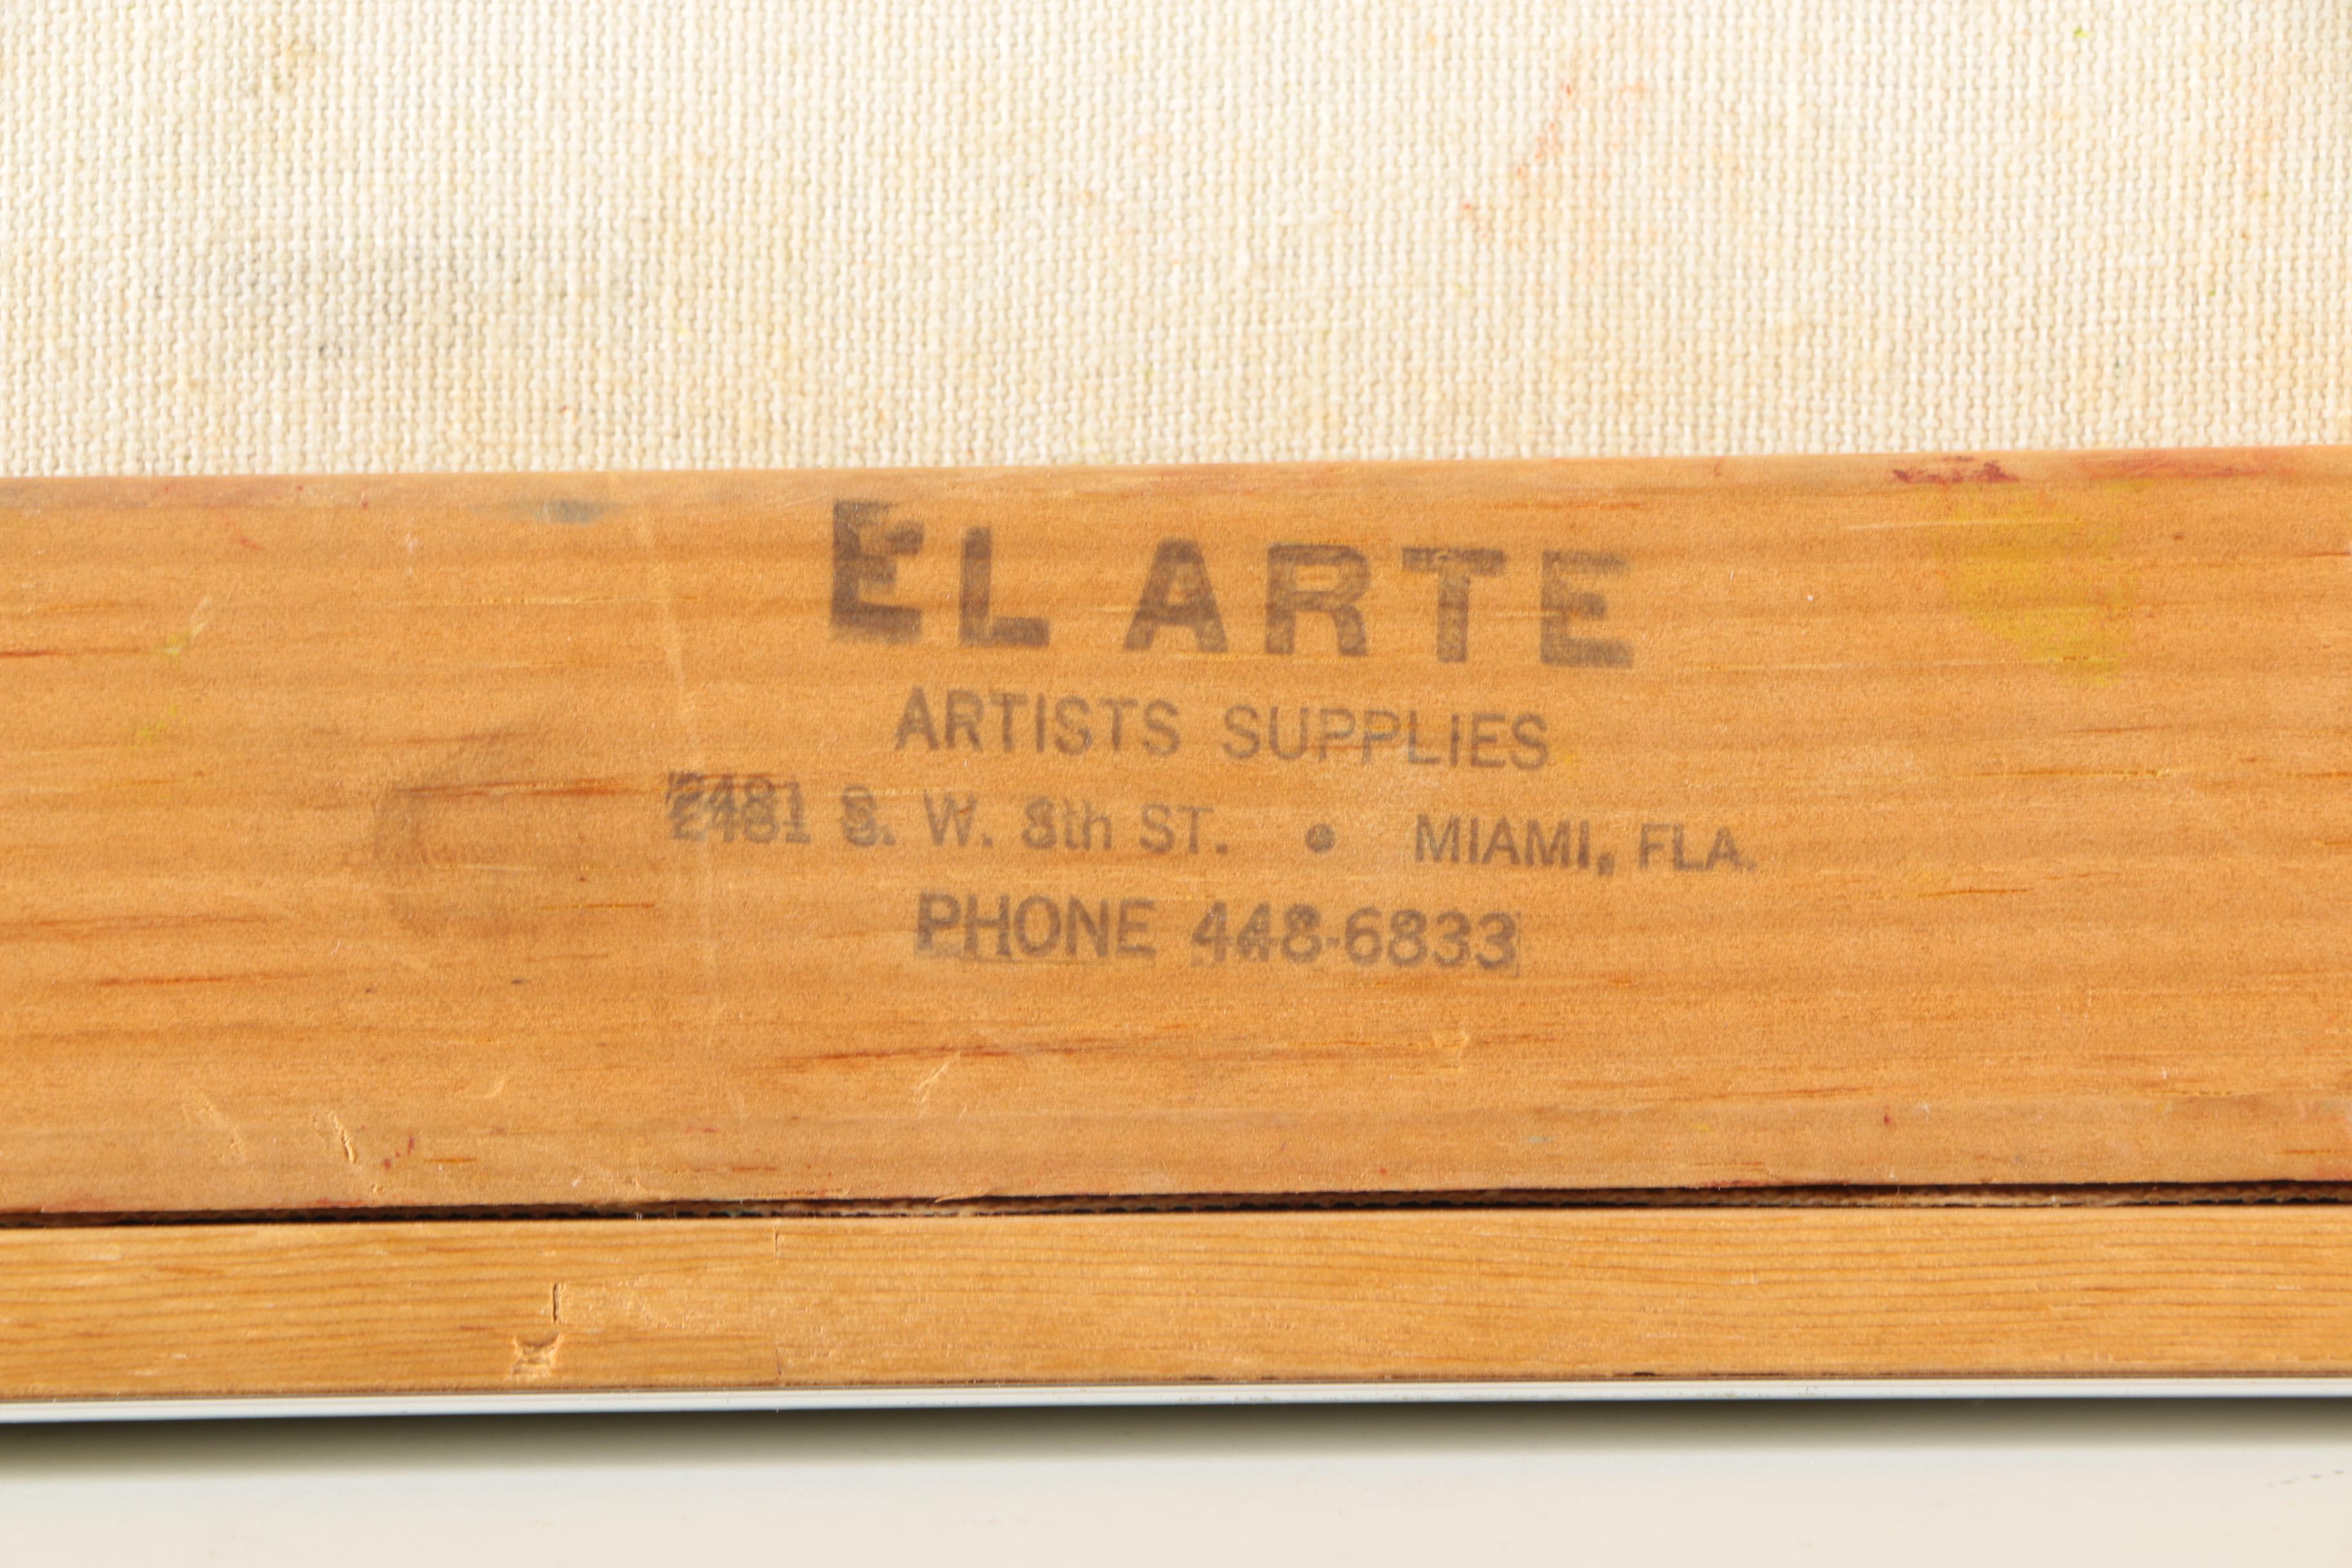 EL ARTE
ARTISTS SUPPLIES
2481 S. W. 8th ST. • MIAMI, FLA.
PHONE 448-6833